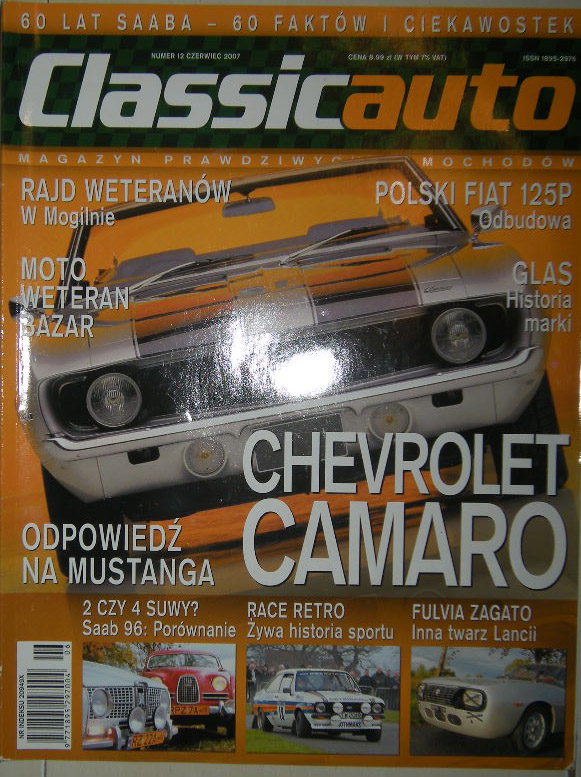 60 LAT SAABA – 60 FAKTÓW I CIEKAWOSTEK
NUMER 12 CZERWIEC 2007 CENA 8,99 zł (W TYM 7% VAT) ISSN 1895-2976
Classicauto
MAGAZYN PRAWDZIWYCH
RAJD WETERANÓW
W Mogilnie
POLSKI FIAT 125P
Odbudowa
MOTO
WETERAN
BAZAR
GLAS
Historia
marki
CHEVROLET
CAMARO
ODPOWIEDŹ
NA MUSTANGA
2 CZY 4 SUWY?
Saab 96: Porównanie
RACE RETRO
Żywa historia sportu
FULVIA ZAGATO
Inna twarz Lancii
NR INDEKSU 20949X